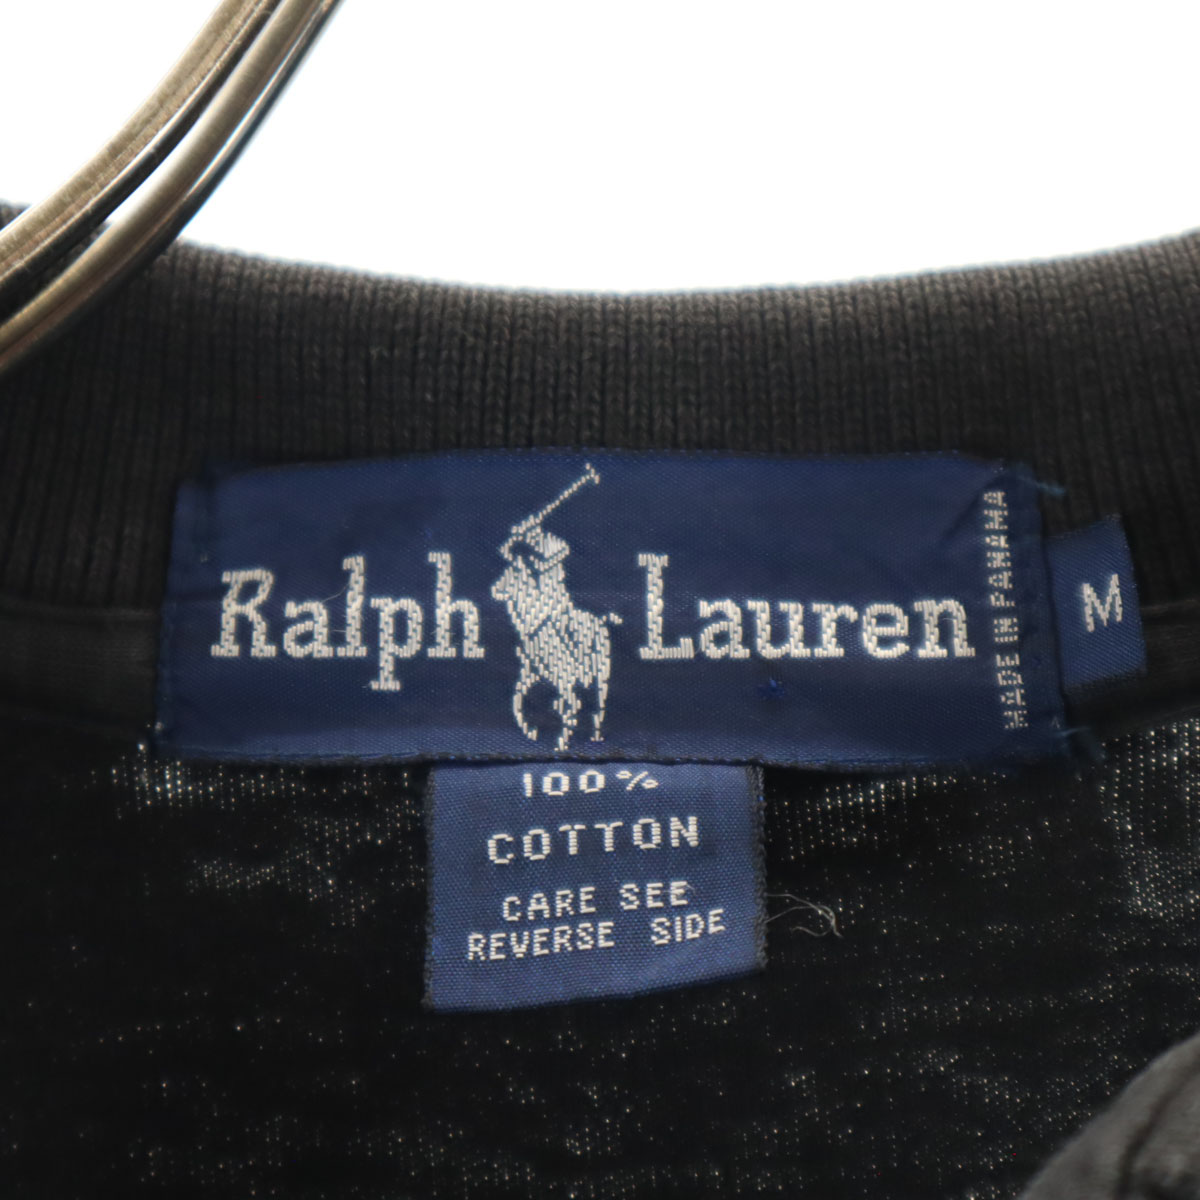 Ralph Lauren
MADE IN PANAMA
M
100%
COTTON
CARE SEE
REVERSE SIDE